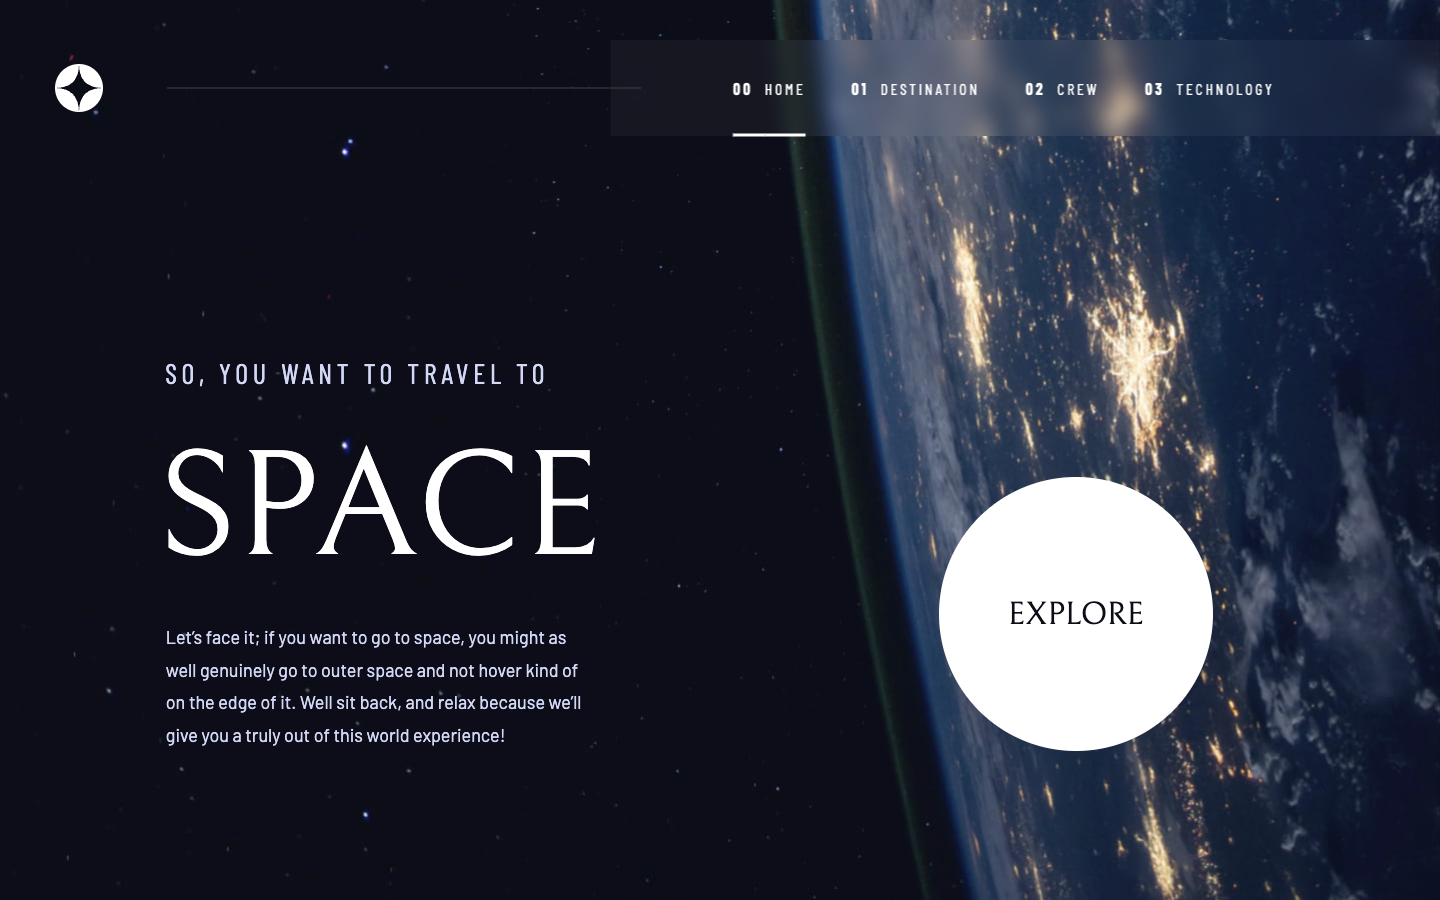 00 HOME 01 DESTINATION 02 CREW 03 TECHNOLOGY
SO, YOU WANT TO TRAVEL TO
SPACE
Let’s face it; if you want to go to space, you might as
well genuinely go to outer space and not hover kind of
on the edge of it. Well sit back, and relax because we’ll
give you a truly out of this world experience!
EXPLORE